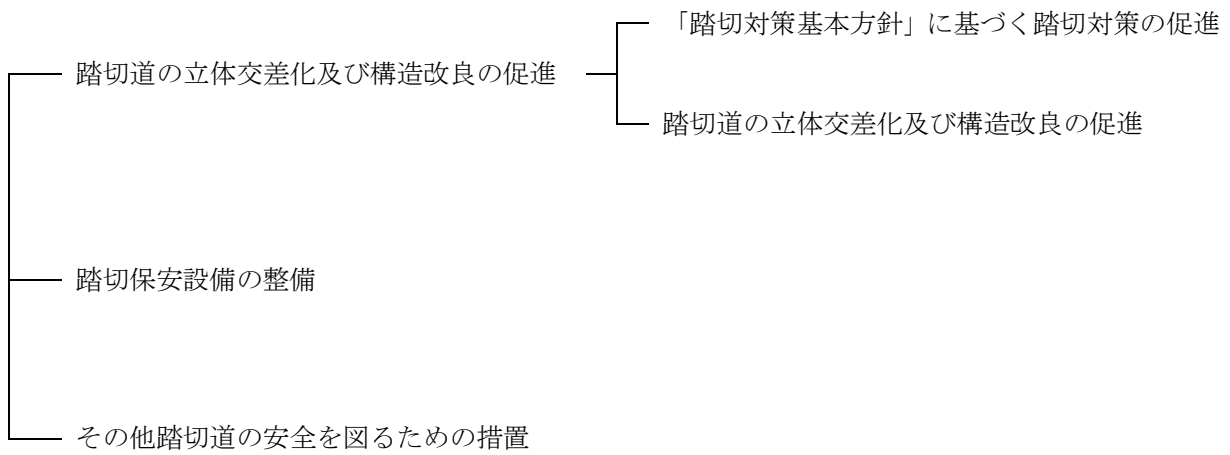 「踏切対策基本方針」に基づく踏切対策の促進
踏切道の立体交差化及び構造改良の促進
踏切道の立体交差化及び構造改良の促進
踏切保安設備の整備
その他踏切道の安全を図るための措置